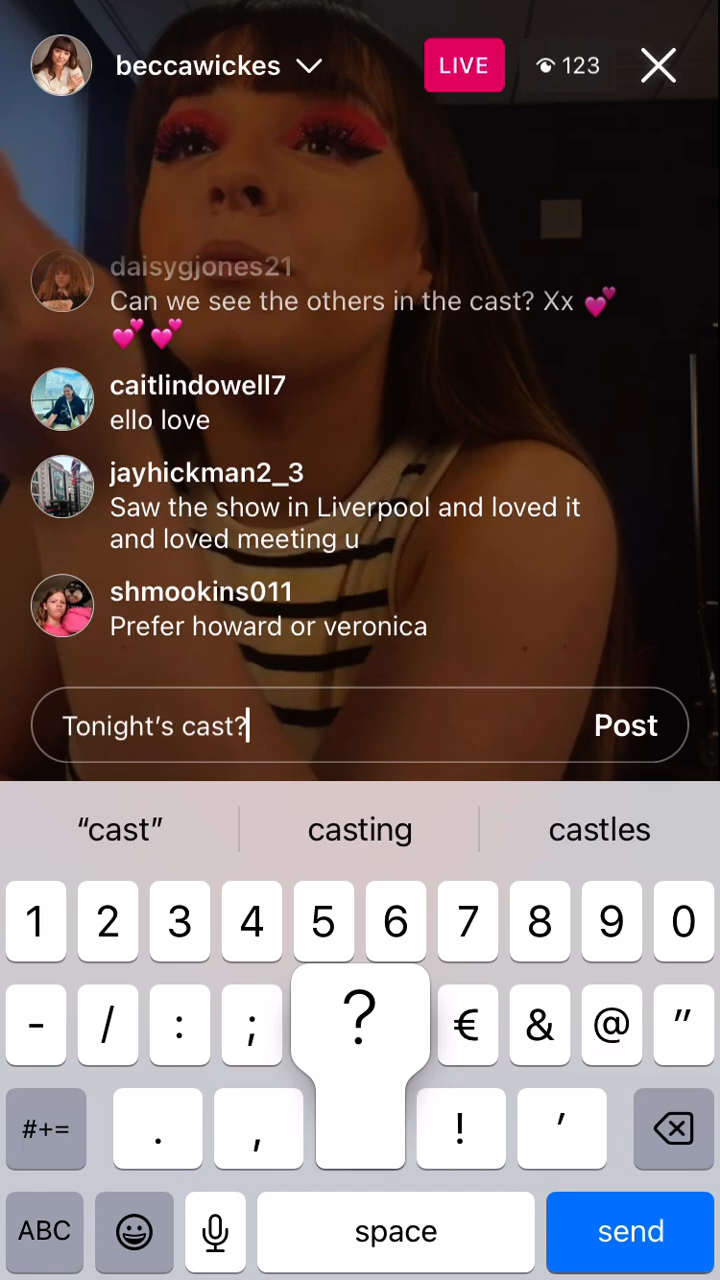 beccawickes
LIVE
123
daisygjones21
Can we see the others in the cast? Xx 💕
💕 💕
caitlindowell7
ello love
jayhickman2_3
Saw the show in Liverpool and loved it
and loved meeting u
shmookins011
Prefer howard or veronica
Tonight's cast?
Post
“cast” casting castles
1 2 3 4 5 6 7 8 9 0
- / : ; ? € & @ "
#+= . , ! '
ABC space send